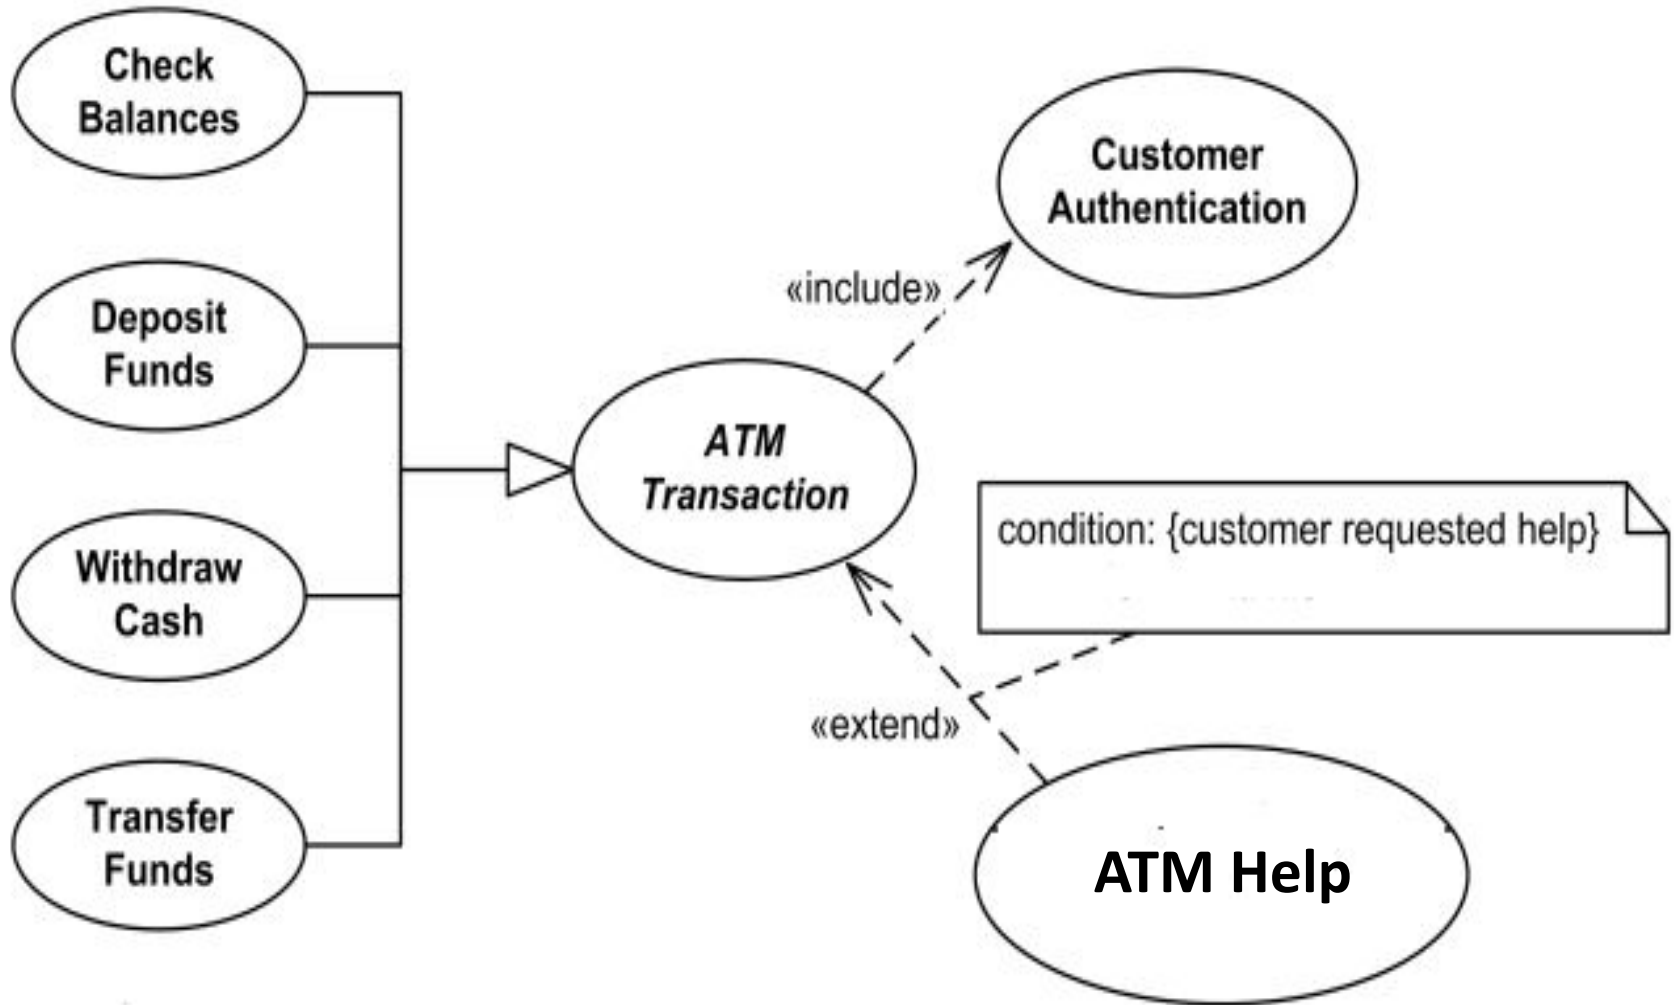 Check
Balances
Deposit
Funds
Withdraw
Cash
Transfer
Funds
ATM
Transaction
«include»
Customer
Authentication
condition: {customer requested help}
«extend»
ATM Help